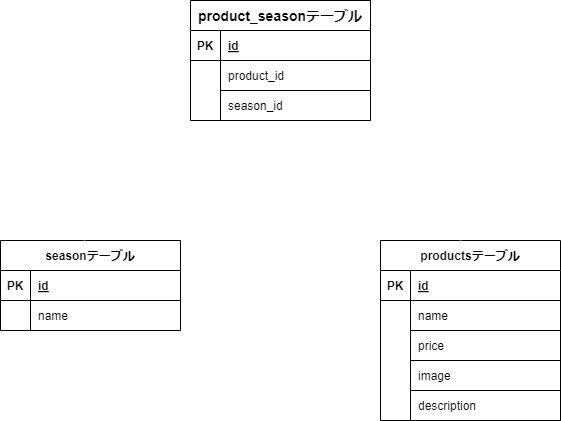 product_seasonテーブル
PK id
product_id
season_id
seasonテーブル
PK id
name
productsテーブル
PK id
name
price
image
description